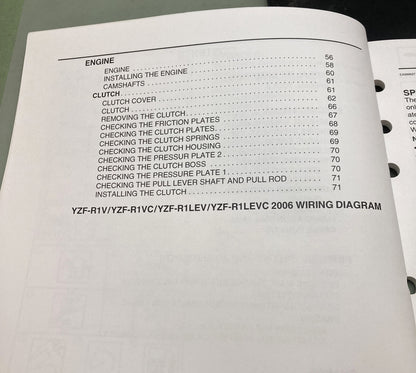 ENGINE
ENGINE 56
INSTALLING THE ENGINE 58
CAMSHAFTS 60
CLUTCH 61
CLUTCH COVER 61
CLUTCH 62
REMOVING THE CLUTCH 66
CHECKING THE FRICTION PLATES 67
CHECKING THE CLUTCH PLATES 68
CHECKING THE CLUTCH SPRINGS 69
CHECKING THE CLUTCH HOUSING 69
CHECKING THE PRESSUR PLATE 2 70
CHECKING THE CLUTCH BOSS 70
CHECKING THE PRESSURE PLATE 1 70
CHECKING THE PULL LEVER SHAFT AND PULL ROD 71
INSTALLING THE CLUTCH 71
YZF-R1V/YZF-R1VC/YZF-R1LEV/YZF-R1LEVC 2006 WIRING DIAGRAM